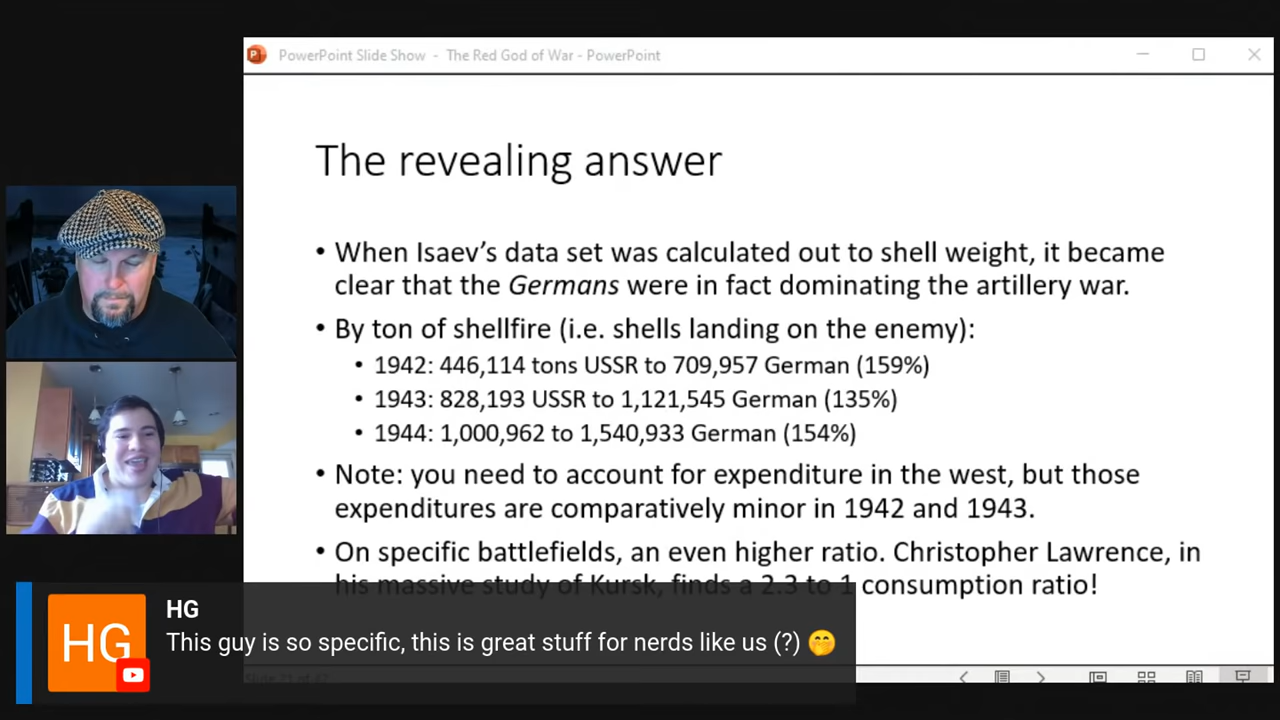 PowerPoint Slide Show - The Red God of War - PowerPoint
The revealing answer
• When Isaev's data set was calculated out to shell weight, it became
clear that the Germans were in fact dominating the artillery war.
• By ton of shellfire (i.e. shells landing on the enemy):
• 1942: 446,114 tons USSR to 709,957 German (159%)
• 1943: 828,193 USSR to 1,121,545 German (135%)
• 1944: 1,000,962 to 1,540,933 German (154%)
• Note: you need to account for expenditure in the west, but those
expenditures are comparatively minor in 1942 and 1943.
• On specific battlefields, an even higher ratio. Christopher Lawrence, in
his massive study of Kursk, finds a 2.3 to 1 consumption ratio!
HG
HG
This guy is so specific, this is great stuff for nerds like us (?) 🤭